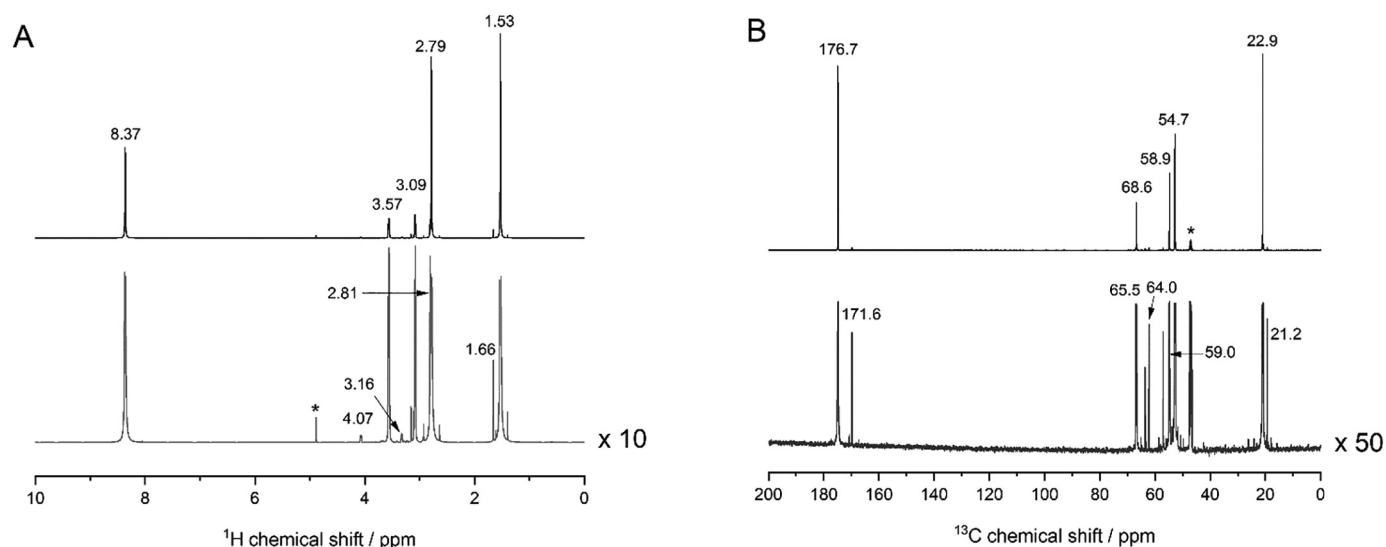 A
8.37
3.57
3.09
2.79
1.53
2.81
3.16
4.07
*
1.66
x 10
10 8 6 4 2 0
¹H chemical shift / ppm
B
176.7
68.6
58.9
54.7
*
22.9
171.6
65.5
64.0
59.0
21.2
x 50
200 180 160 140 120 100 80 60 40 20 0
¹³C chemical shift / ppm